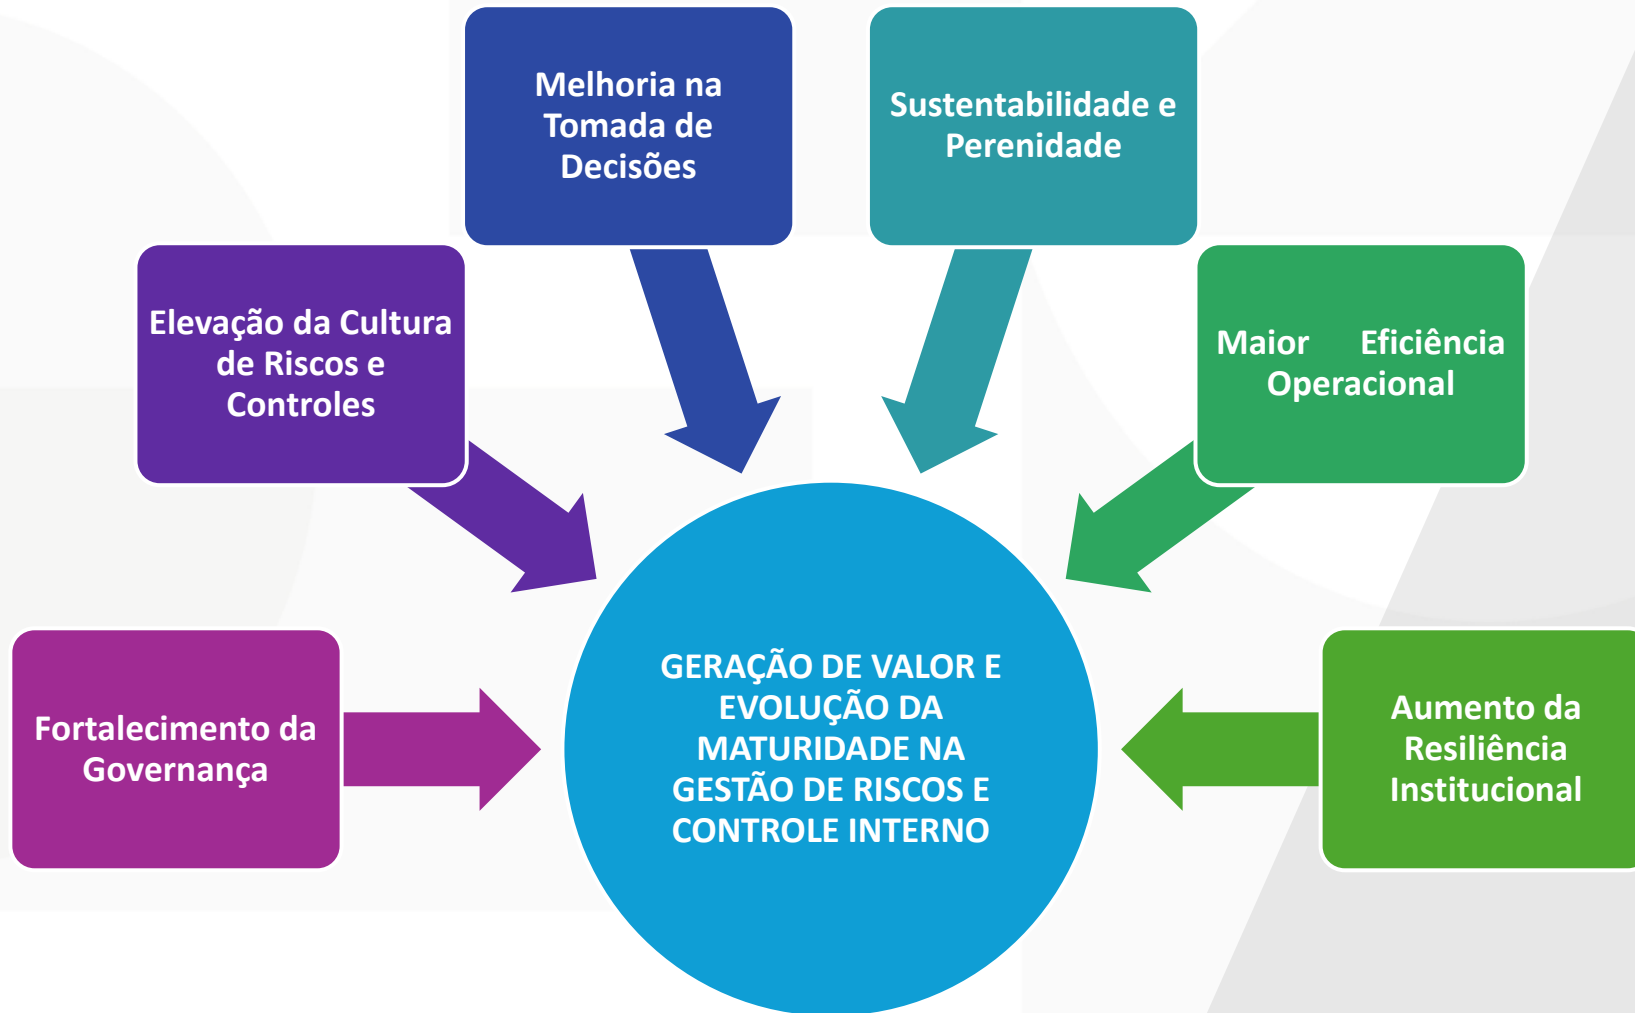 Melhoria na
Tomada de
Decisões
Sustentabilidade e
Perenidade
Elevação da Cultura
de Riscos e
Controles
Maior Eficiência
Operacional
Fortalecimento da
Governança
GERAÇÃO DE VALOR E
EVOLUÇÃO DA
MATURIDADE NA
GESTÃO DE RISCOS E
CONTROLE INTERNO
Aumento da
Resiliência
Institucional